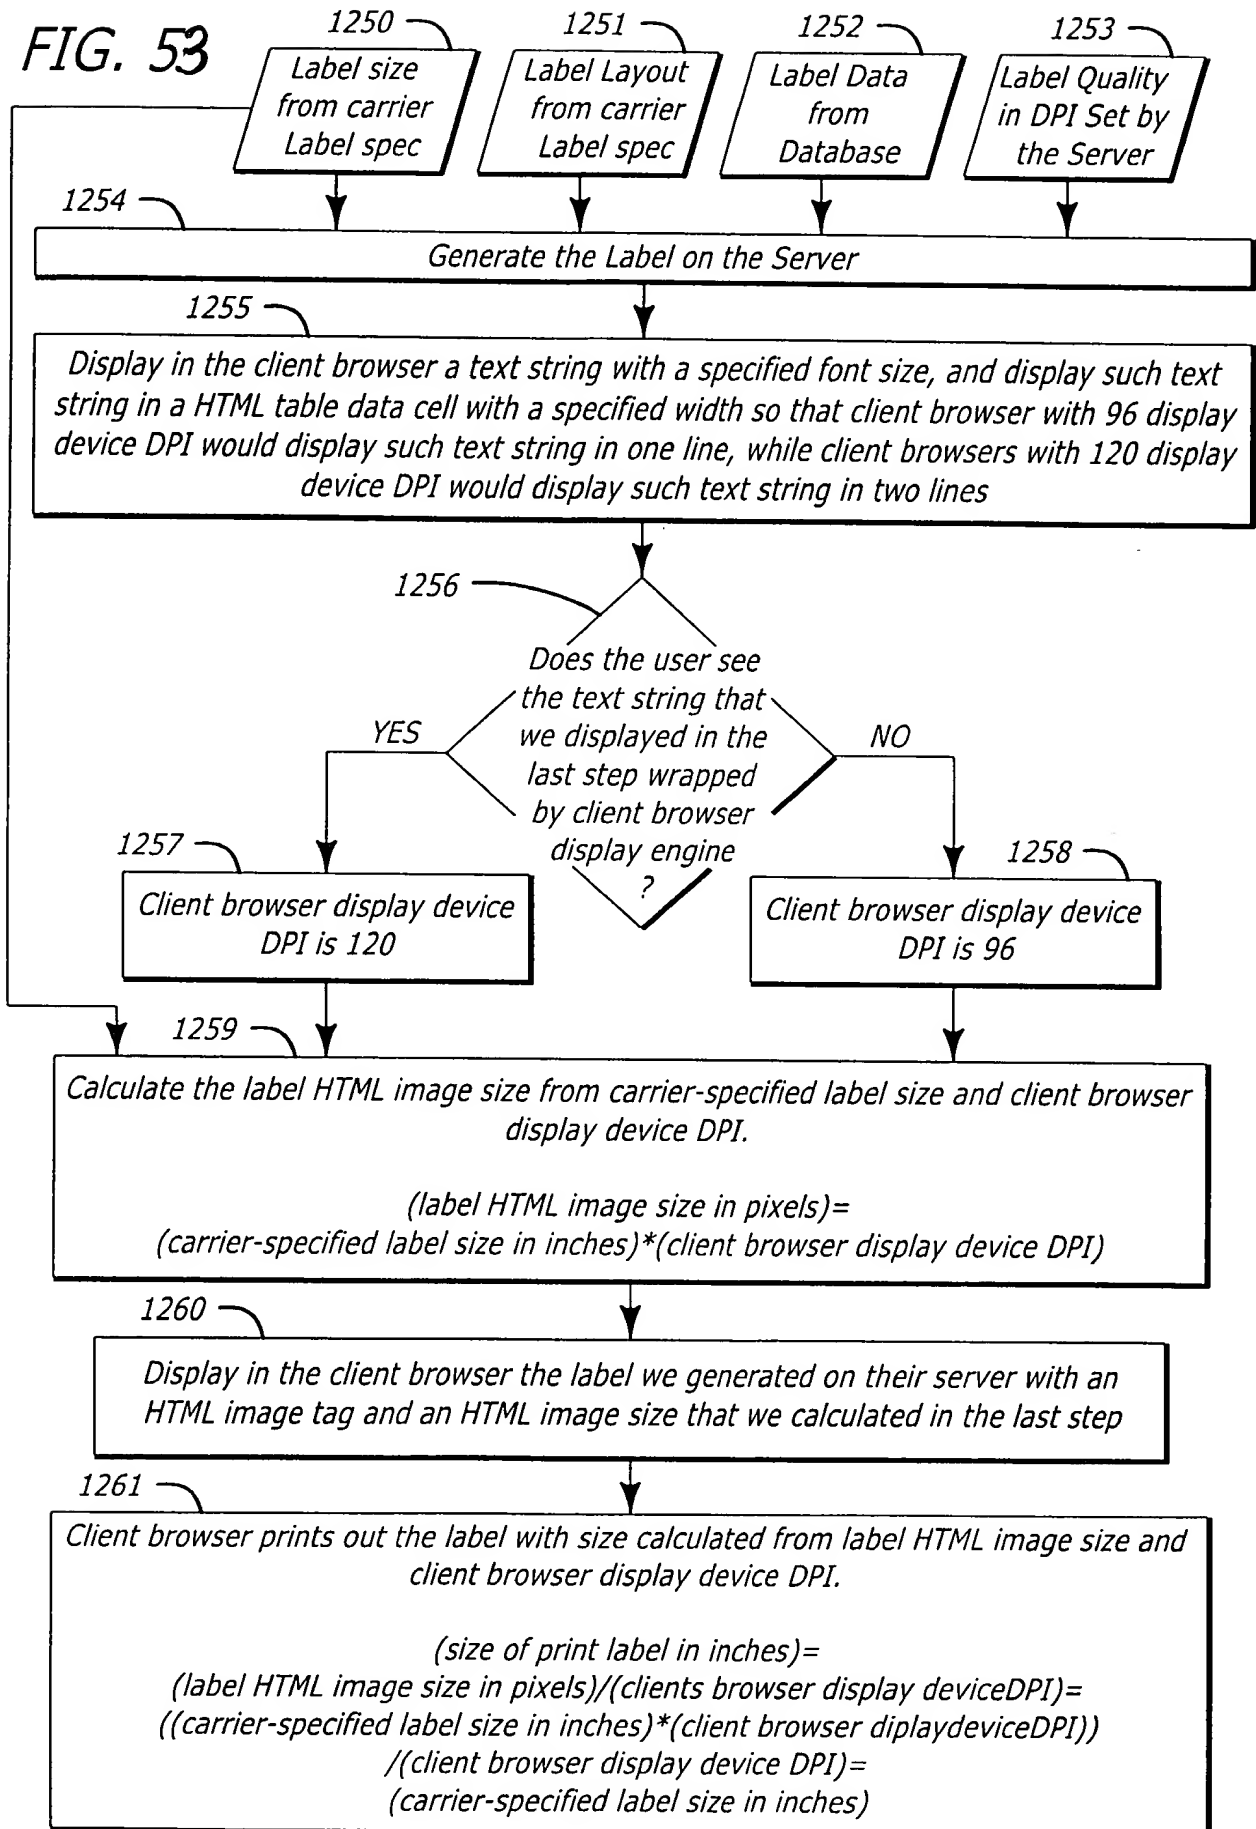 FIG. 53
1250
1251
1252
1253
Label size
from carrier
Label spec
Label Layout
from carrier
Label spec
Label Data
from
Database
Label Quality
in DPI Set by
the Server
1254
Generate the Label on the Server
1255
Display in the client browser a text string with a specified font size, and display such text
string in a HTML table data cell with a specified width so that client browser with 96 display
device DPI would display such text string in one line, while client browsers with 120 display
device DPI would display such text string in two lines
1256
Does the user see
the text string that
we displayed in the
last step wrapped
by client browser
display engine
?
YES
NO
1257
Client browser display device
DPI is 120
1258
Client browser display device
DPI is 96
1259
Calculate the label HTML image size from carrier-specified label size and client browser
display device DPI.
(label HTML image size in pixels)=
(carrier-specified label size in inches)*(client browser display device DPI)
1260
Display in the client browser the label we generated on their server with an
HTML image tag and an HTML image size that we calculated in the last step
1261
Client browser prints out the label with size calculated from label HTML image size and
client browser display device DPI.
(size of print label in inches)=
(label HTML image size in pixels)/(clients browser display deviceDPI)=
((carrier-specified label size in inches)*(client browser diplaydeviceDPI))
/(client browser display device DPI)=
(carrier-specified label size in inches)